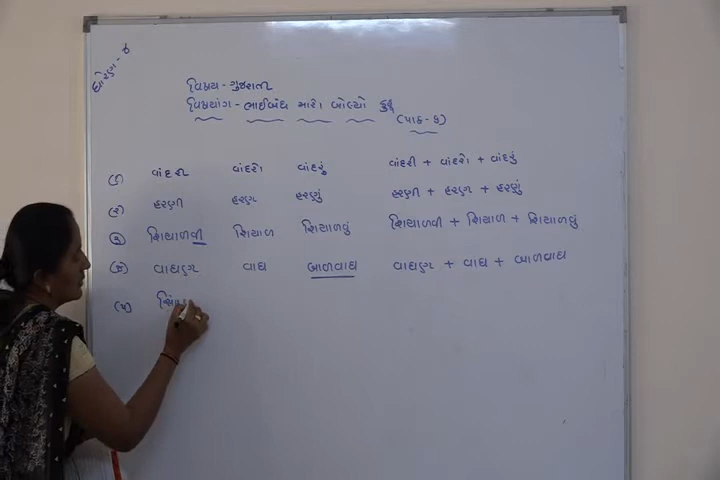 ધોરણ - ૬
વિષય - ગુજરાતી
વિષયાંગ - ભાઈબંધ મારો બોલ્યો કુકૂ
(પાઠ - ૬)
(૧) વાંદરી વાંદરો વાંદરું વાંદરી + વાંદરો + વાંદરું
(૨) હરણી હરણ હરણું હરણી + હરણ + હરણું
(૩) શિયાળવી શિયાળ શિયાળવું શિયાળવી + શિયાળ + શિયાળવું
(૪) વાઘણ વાઘ બાળવાઘ વાઘણ + વાઘ + બાળવાઘ
(૫)